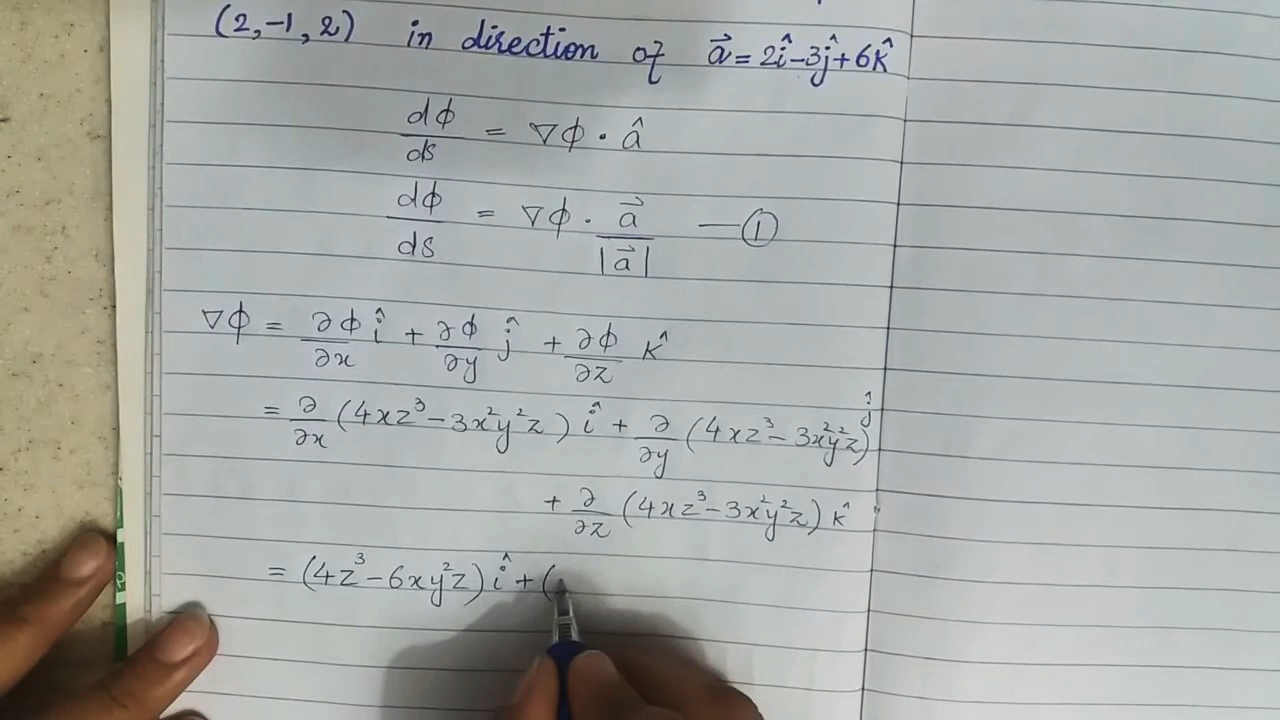 (2,-1,2) in direction of a⃗ = 2î-3ĵ+6k̂
dϕ/ds = ∇ϕ · â
dϕ/ds = ∇ϕ · a⃗/|a⃗| —①
∇ϕ = ∂ϕ/∂x î + ∂ϕ/∂y ĵ + ∂ϕ/∂z k̂
= ∂/∂x (4xz³ - 3x²y²z) î + ∂/∂y (4xz³ - 3x²y²z) ĵ
+ ∂/∂z (4xz³ - 3x²y²z) k̂
= (4z³ - 6xy²z) î + (